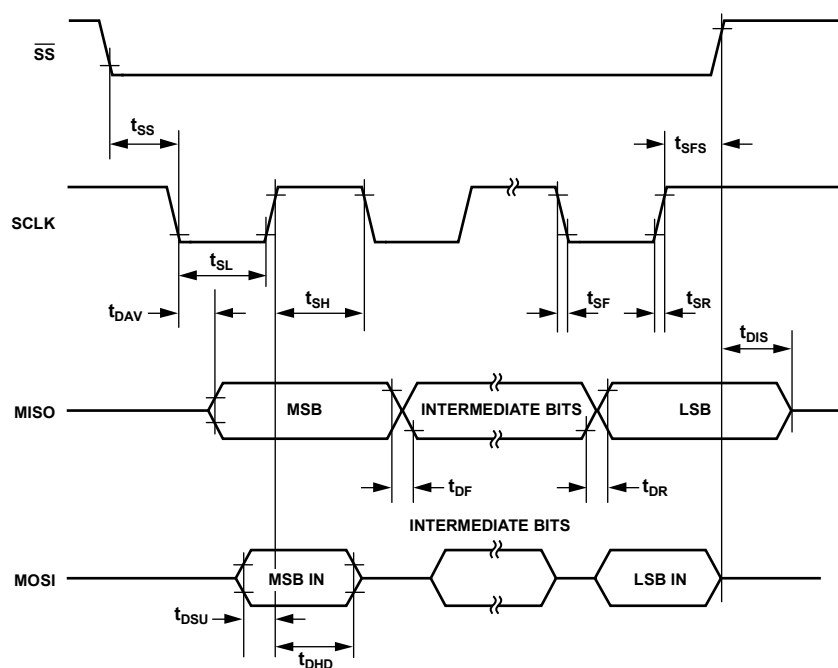 SS
tSS
tSFS
SCLK
tSL
tSH
tSF
tSR
tDAV
tDIS
MISO
MSB
INTERMEDIATE BITS
LSB
tDF
tDR
INTERMEDIATE BITS
MOSI
MSB IN
LSB IN
tDSU
tDHD